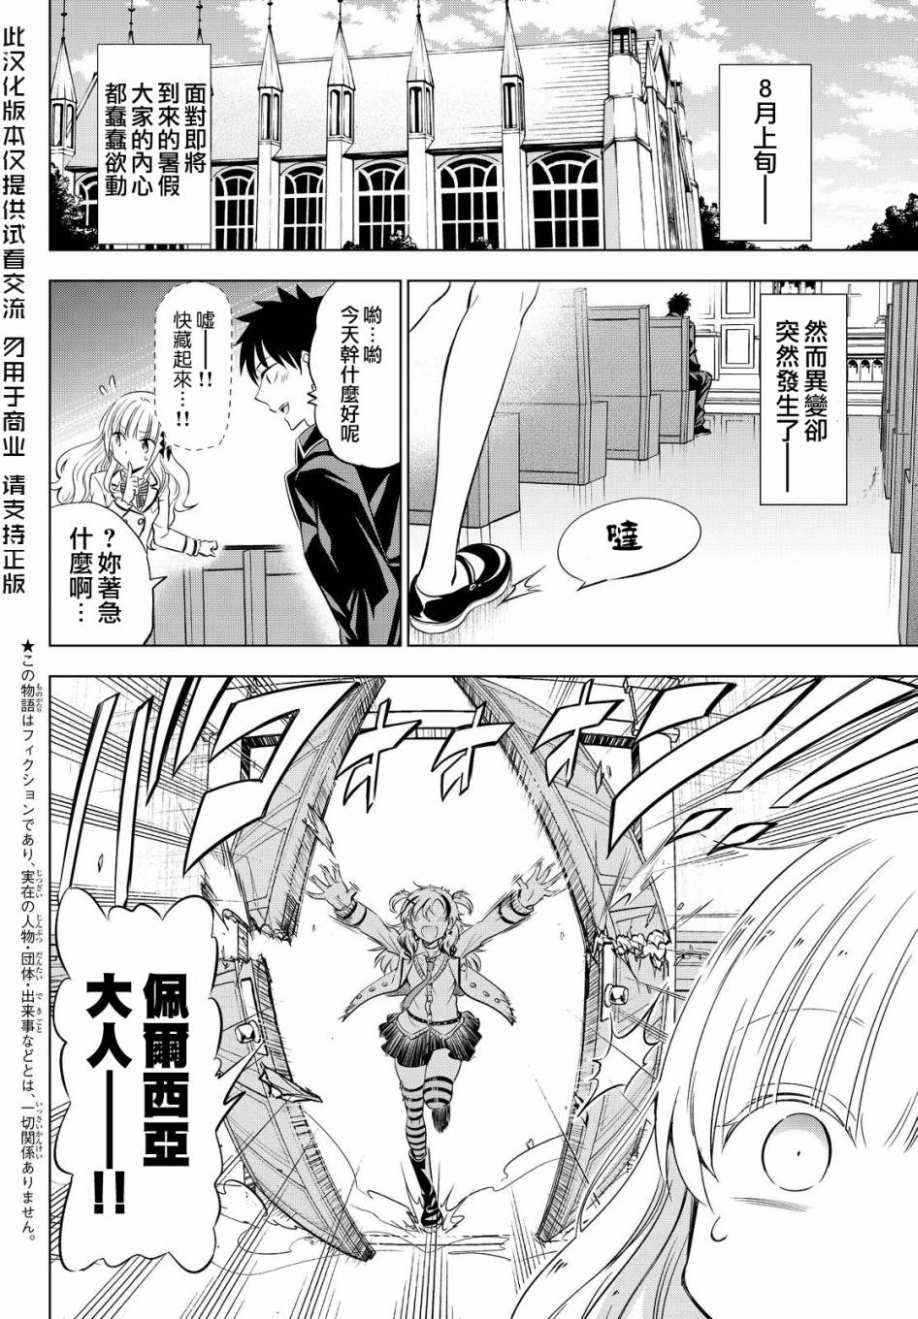 8月上旬——
面對即將
到來的暑假
大家的內心
都蠢蠢欲動
然而異變卻
突然發生了——
噠
喲…喲
今天幹什麼好呢
噓——!!
快藏起來…!!
？妳著急
什麼啊…
佩爾西亞
大人——!!
此汉化版本仅提供试看交流 勿用于商业 请支持正版
★この物語はフィクションであり、実在の人物・団体・出来事などとは、一切関係ありません。